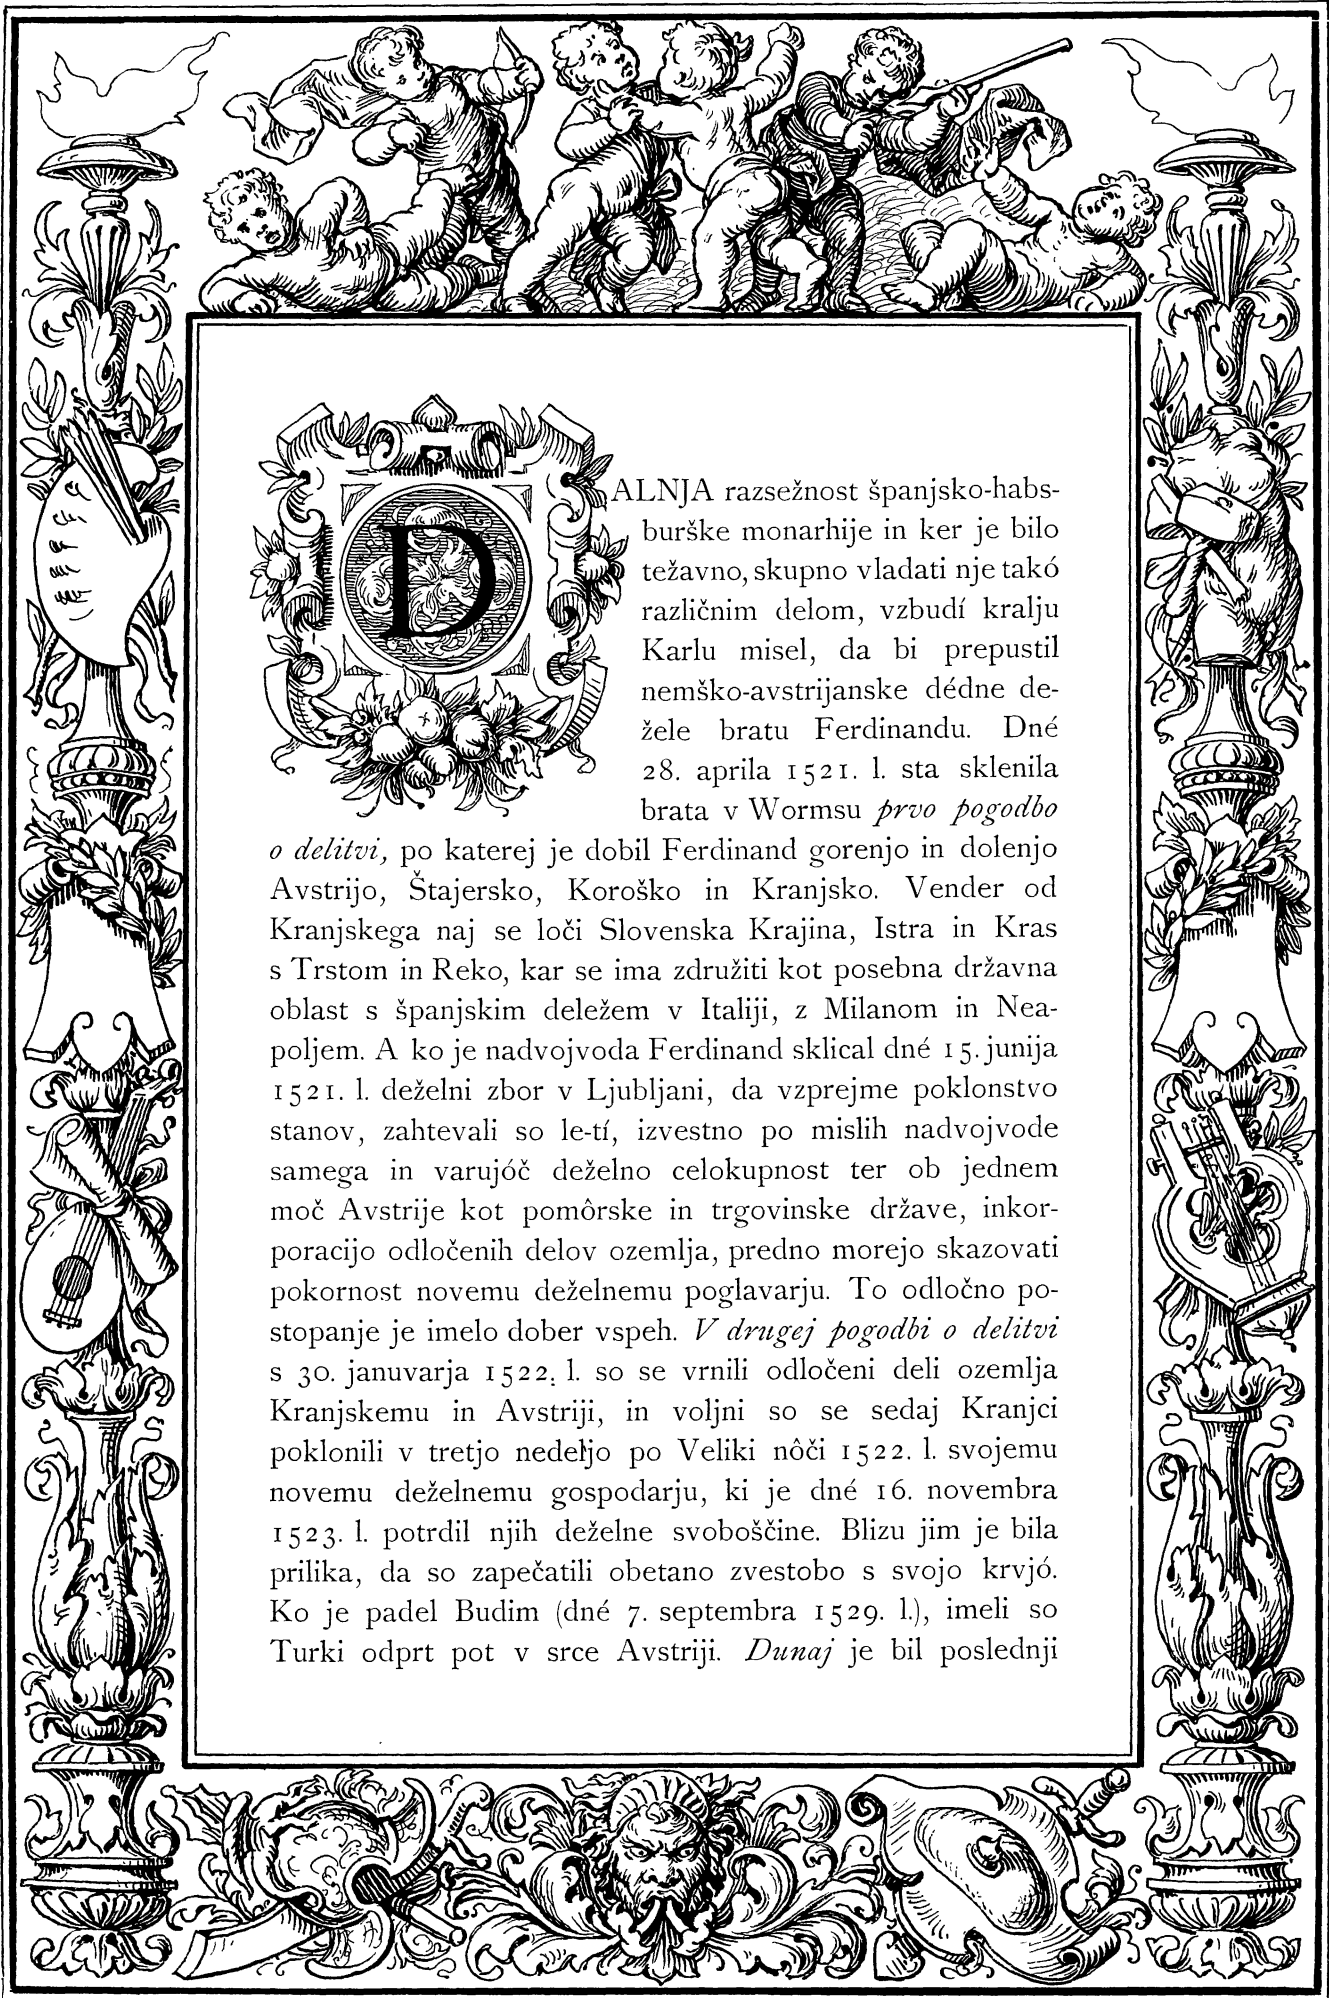 DALNJA razsežnost španjsko-habs-
burške monarhije in ker je bilo
težavno, skupno vladati nje takó
različnim delom, vzbudí kralju
Karlu misel, da bi prepustil
nemško-avstrijanske dédne de-
žele bratu Ferdinandu. Dné
28. aprila 1521. l. sta sklenila
brata v Wormsu prvo pogodbo
o delitvi, po katerej je dobil Ferdinand gorenjo in dolenjo
Avstrijo, Štajersko, Koroško in Kranjsko. Vender od
Kranjskega naj se loči Slovenska Krajina, Istra in Kras
s Trstom in Reko, kar se ima združiti kot posebna državna
oblast s španjskim deležem v Italiji, z Milanom in Nea-
poljem. A ko je nadvojvoda Ferdinand sklical dné 15. junija
1521. l. deželni zbor v Ljubljani, da vzprejme poklonstvo
stanov, zahtevali so le-tí, izvestno po mislih nadvojvode
samega in varujóč deželno celokupnost ter ob jednem
moč Avstrije kot pomôrske in trgovinske države, inkor-
poracijo odločenih delov ozemlja, predno morejo skazovati
pokornost novemu deželnemu poglavarju. To odločno po-
stopanje je imelo dober vspeh. V drugej pogodbi o delitvi
s 30. januvarja 1522. l. so se vrnili odločeni deli ozemlja
Kranjskemu in Avstriji, in voljni so se sedaj Kranjci
poklonili v tretjo nedeljo po Veliki nôči 1522. l. svojemu
novemu deželnemu gospodarju, ki je dné 16. novembra
1523. l. potrdil njih deželne svoboščine. Blizu jim je bila
prilika, da so zapečatili obetano zvestobo s svojo krvjó.
Ko je padel Budim (dné 7. septembra 1529. l.), imeli so
Turki odprt pot v srce Avstriji. Dunaj je bil poslednji